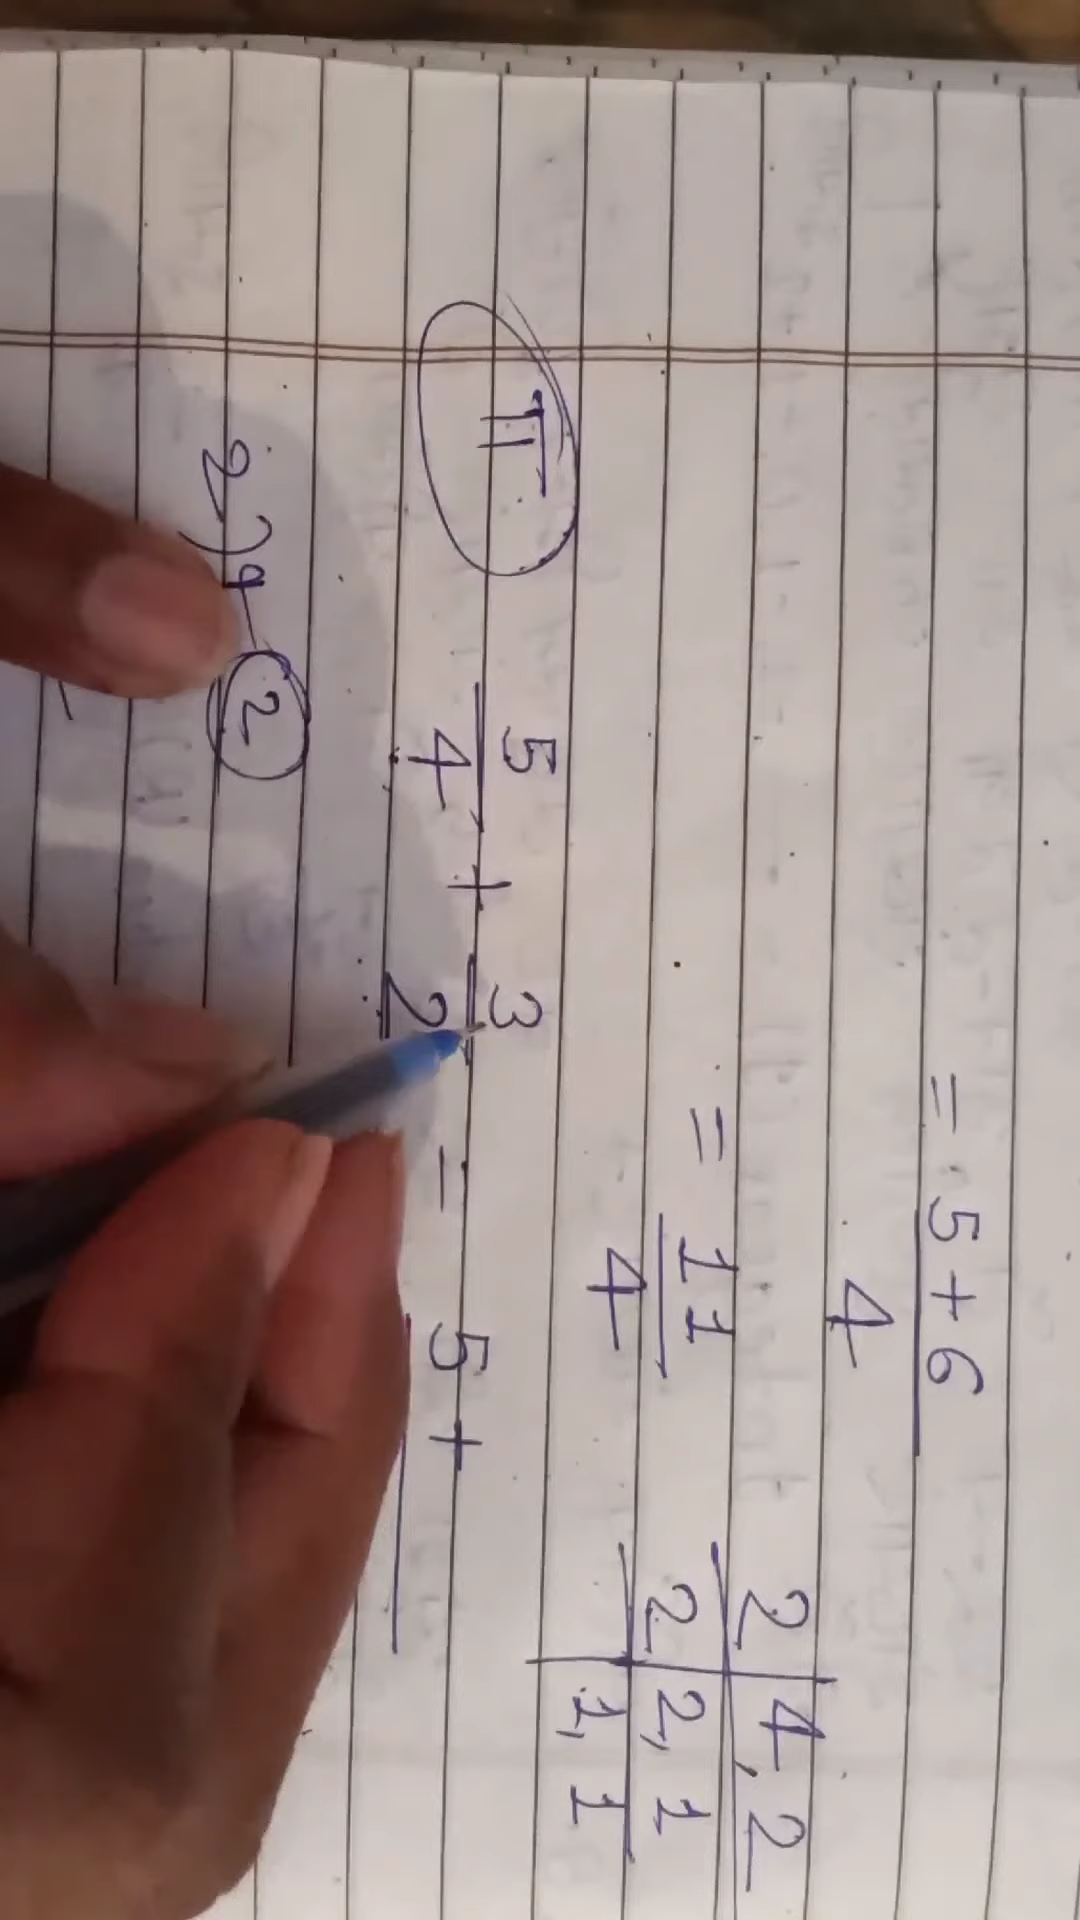 = 5 + 6
4
2 | 4, 2
= 11
4
2 | 2, 1
1, 1
II
5/4 + 3/2 = 5 +
2) 4 2